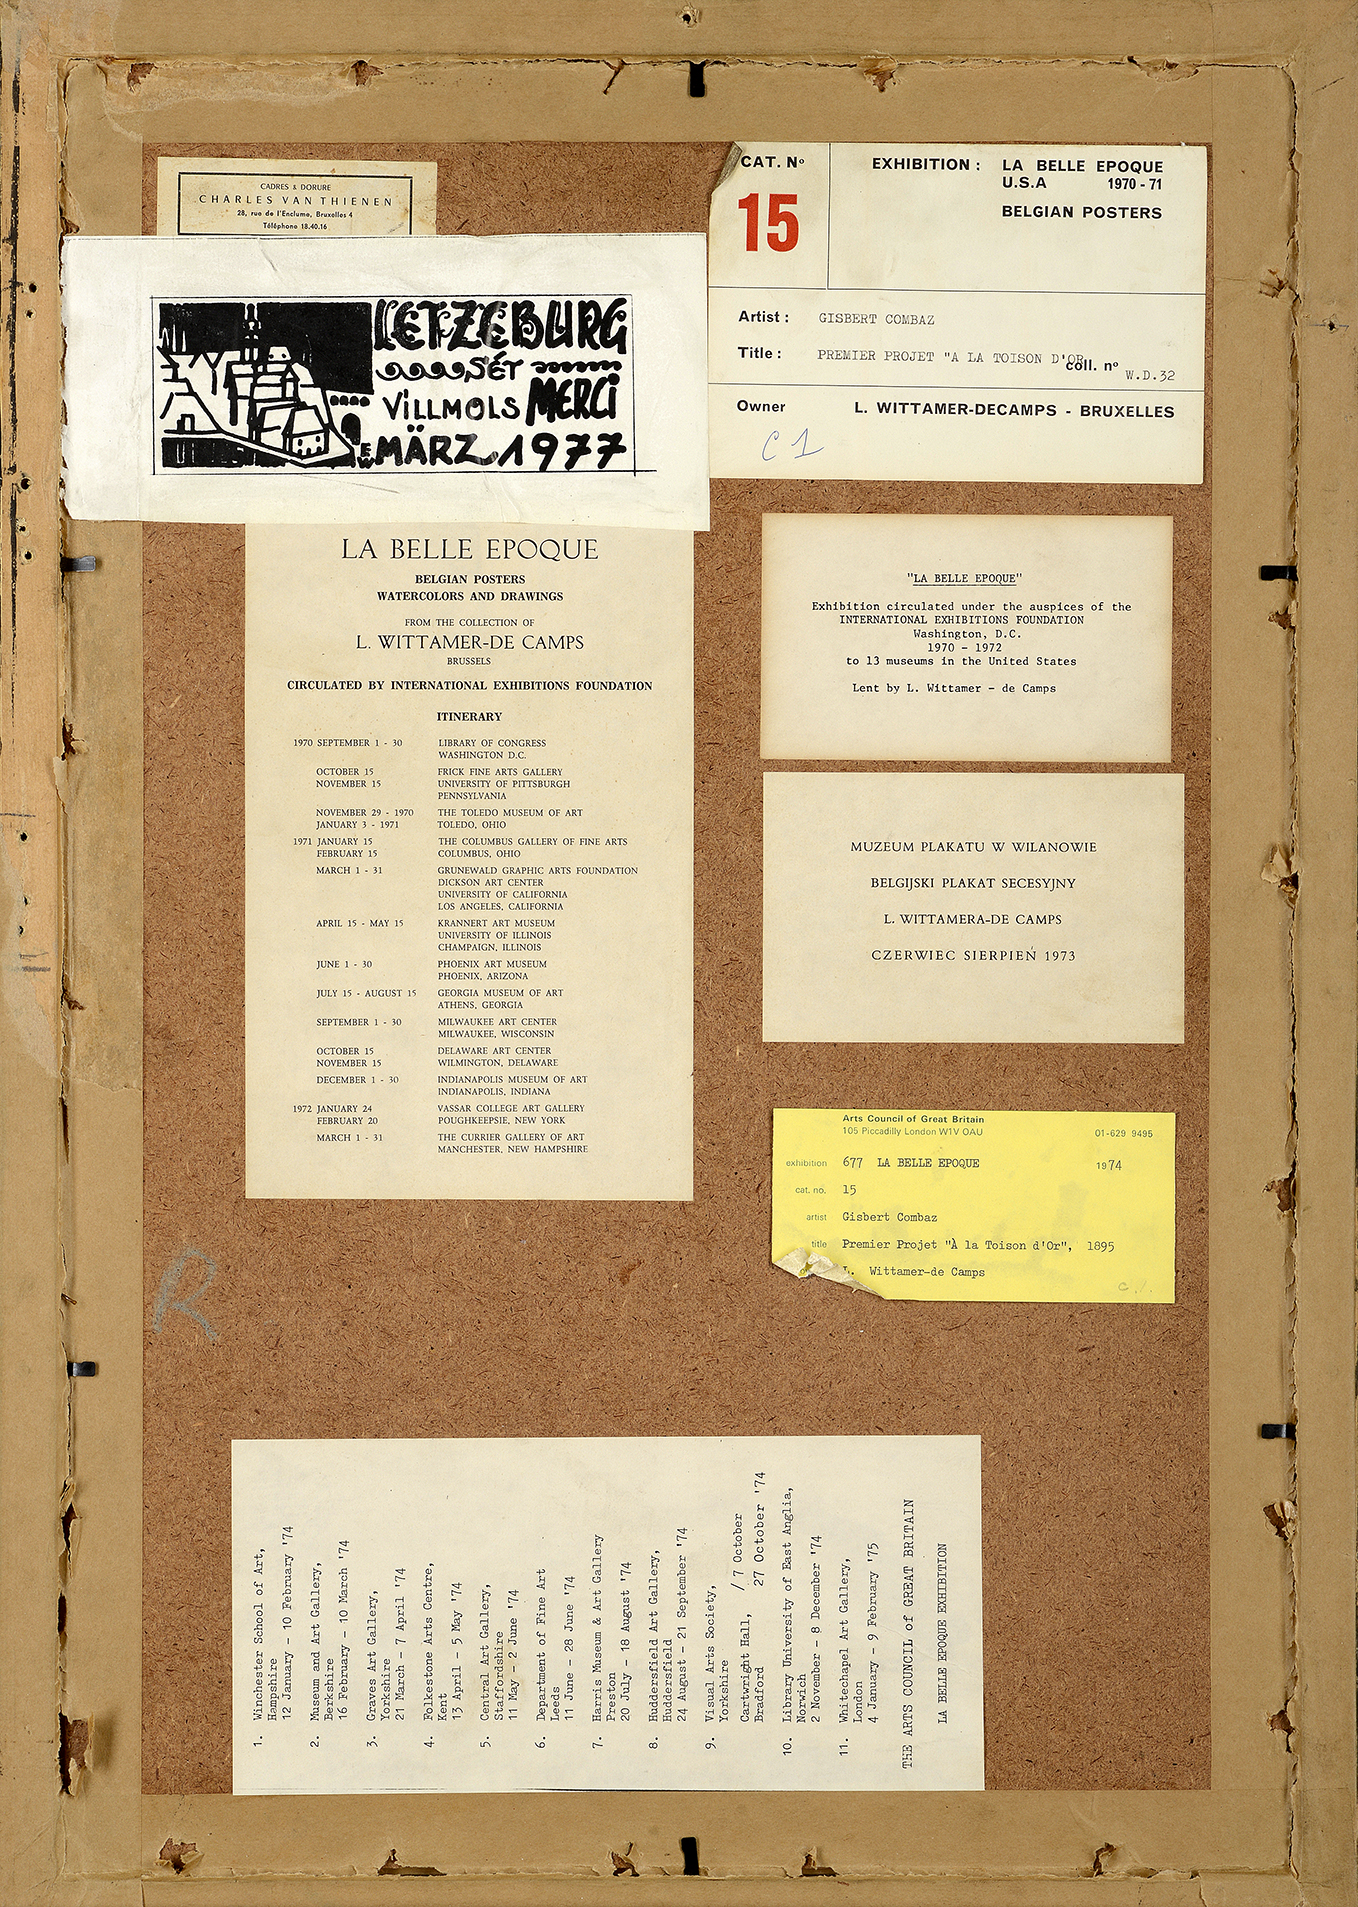 CADRES & DORURE
CHARLES VAN THIENEN
28, rue de l'Enclume, Bruxelles 4
Téléphone 18.40.16
LETZEBURG
SÉT
VILLMOLS MERCI
MÄRZ 1977
CAT. Nº
15
EXHIBITION : LA BELLE EPOQUE
U.S.A 1970 - 71
BELGIAN POSTERS
Artist : GISBERT COMBAZ
Title : PREMIER PROJET "A LA TOISON D'OR
coll. nº W.D.32
Owner L. WITTAMER-DECAMPS - BRUXELLES
C 1
LA BELLE EPOQUE
BELGIAN POSTERS
WATERCOLORS AND DRAWINGS
FROM THE COLLECTION OF
L. WITTAMER-DE CAMPS
BRUSSELS
CIRCULATED BY INTERNATIONAL EXHIBITIONS FOUNDATION
ITINERARY
1970 SEPTEMBER 1 - 30 LIBRARY OF CONGRESS
WASHINGTON D.C.
OCTOBER 15 FRICK FINE ARTS GALLERY
NOVEMBER 15 UNIVERSITY OF PITTSBURGH
PENNSYLVANIA
NOVEMBER 29 - 1970 THE TOLEDO MUSEUM OF ART
JANUARY 3 - 1971 TOLEDO, OHIO
1971 JANUARY 15 THE COLUMBUS GALLERY OF FINE ARTS
FEBRUARY 15 COLUMBUS, OHIO
MARCH 1 - 31 GRUNEWALD GRAPHIC ARTS FOUNDATION
DICKSON ART CENTER
UNIVERSITY OF CALIFORNIA
LOS ANGELES, CALIFORNIA
APRIL 15 - MAY 15 KRANNERT ART MUSEUM
UNIVERSITY OF ILLINOIS
CHAMPAIGN, ILLINOIS
JUNE 1 - 30 PHOENIX ART MUSEUM
PHOENIX, ARIZONA
JULY 15 - AUGUST 15 GEORGIA MUSEUM OF ART
ATHENS, GEORGIA
SEPTEMBER 1 - 30 MILWAUKEE ART CENTER
MILWAUKEE, WISCONSIN
OCTOBER 15 DELAWARE ART CENTER
NOVEMBER 15 WILMINGTON, DELAWARE
DECEMBER 1 - 30 INDIANAPOLIS MUSEUM OF ART
INDIANAPOLIS, INDIANA
1972 JANUARY 24 VASSAR COLLEGE ART GALLERY
FEBRUARY 20 POUGHKEEPSIE, NEW YORK
MARCH 1 - 31 THE CURRIER GALLERY OF ART
MANCHESTER, NEW HAMPSHIRE
"LA BELLE EPOQUE"
Exhibition circulated under the auspices of the
INTERNATIONAL EXHIBITIONS FOUNDATION
Washington, D.C.
1970 - 1972
to 13 museums in the United States
Lent by L. Wittamer - de Camps
MUZEUM PLAKATU W WILANOWIE
BELGIJSKI PLAKAT SECESYJNY
L. WITTAMERA-DE CAMPS
CZERWIEC SIERPIEŃ 1973
Arts Council of Great Britain
105 Piccadilly London W1V OAU 01-629 9495
exhibition 677 LA BELLE EPOQUE 1974
cat. no. 15
artist Gisbert Combaz
title Premier Projet "À la Toison d'Or", 1895
L. Wittamer-de Camps
C.1.
R
1. Winchester School of Art,
Hampshire
12 January - 10 February '74
2. Museum and Art Gallery,
Berkshire
16 February - 10 March '74
3. Graves Art Gallery,
Yorkshire
21 March - 7 April '74
4. Folkestone Arts Centre,
Kent
13 April - 5 May '74
5. Central Art Gallery,
Staffordshire
11 May - 2 June '74
6. Department of Fine Art
Leeds
11 June - 28 June '74
7. Harris Museum & Art Gallery
Preston
20 July - 18 August '74
8. Huddersfield Art Gallery,
Huddersfield
24 August - 21 September '74
9. Visual Arts Society,
Yorkshire
Cartwright Hall, / 7 October
Bradford 27 October '74
10. Library University of East Anglia,
Norwich
2 November - 8 December '74
11. Whitechapel Art Gallery,
London
4 January - 9 February '75
THE ARTS COUNCIL of GREAT BRITAIN
LA BELLE EPOQUE EXHIBITION